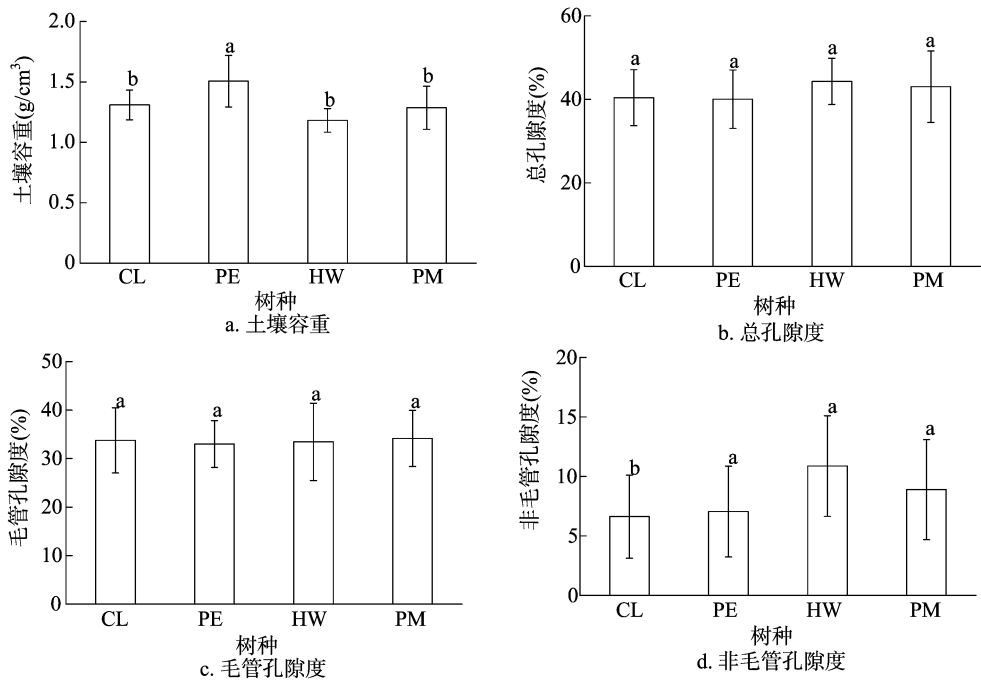 土壤容重(g/cm³)
2.0
1.5
1.0
0.5
0
b
a
b
b
CL PE HW PM
树种
a. 土壤容重
总孔隙度(%)
60
40
20
0
a
a
a
a
CL PE HW PM
树种
b. 总孔隙度
毛管孔隙度(%)
50
40
30
20
10
0
a
a
a
a
CL PE HW PM
树种
c. 毛管孔隙度
非毛管孔隙度(%)
20
15
10
5
0
b
a
a
a
CL PE HW PM
树种
d. 非毛管孔隙度